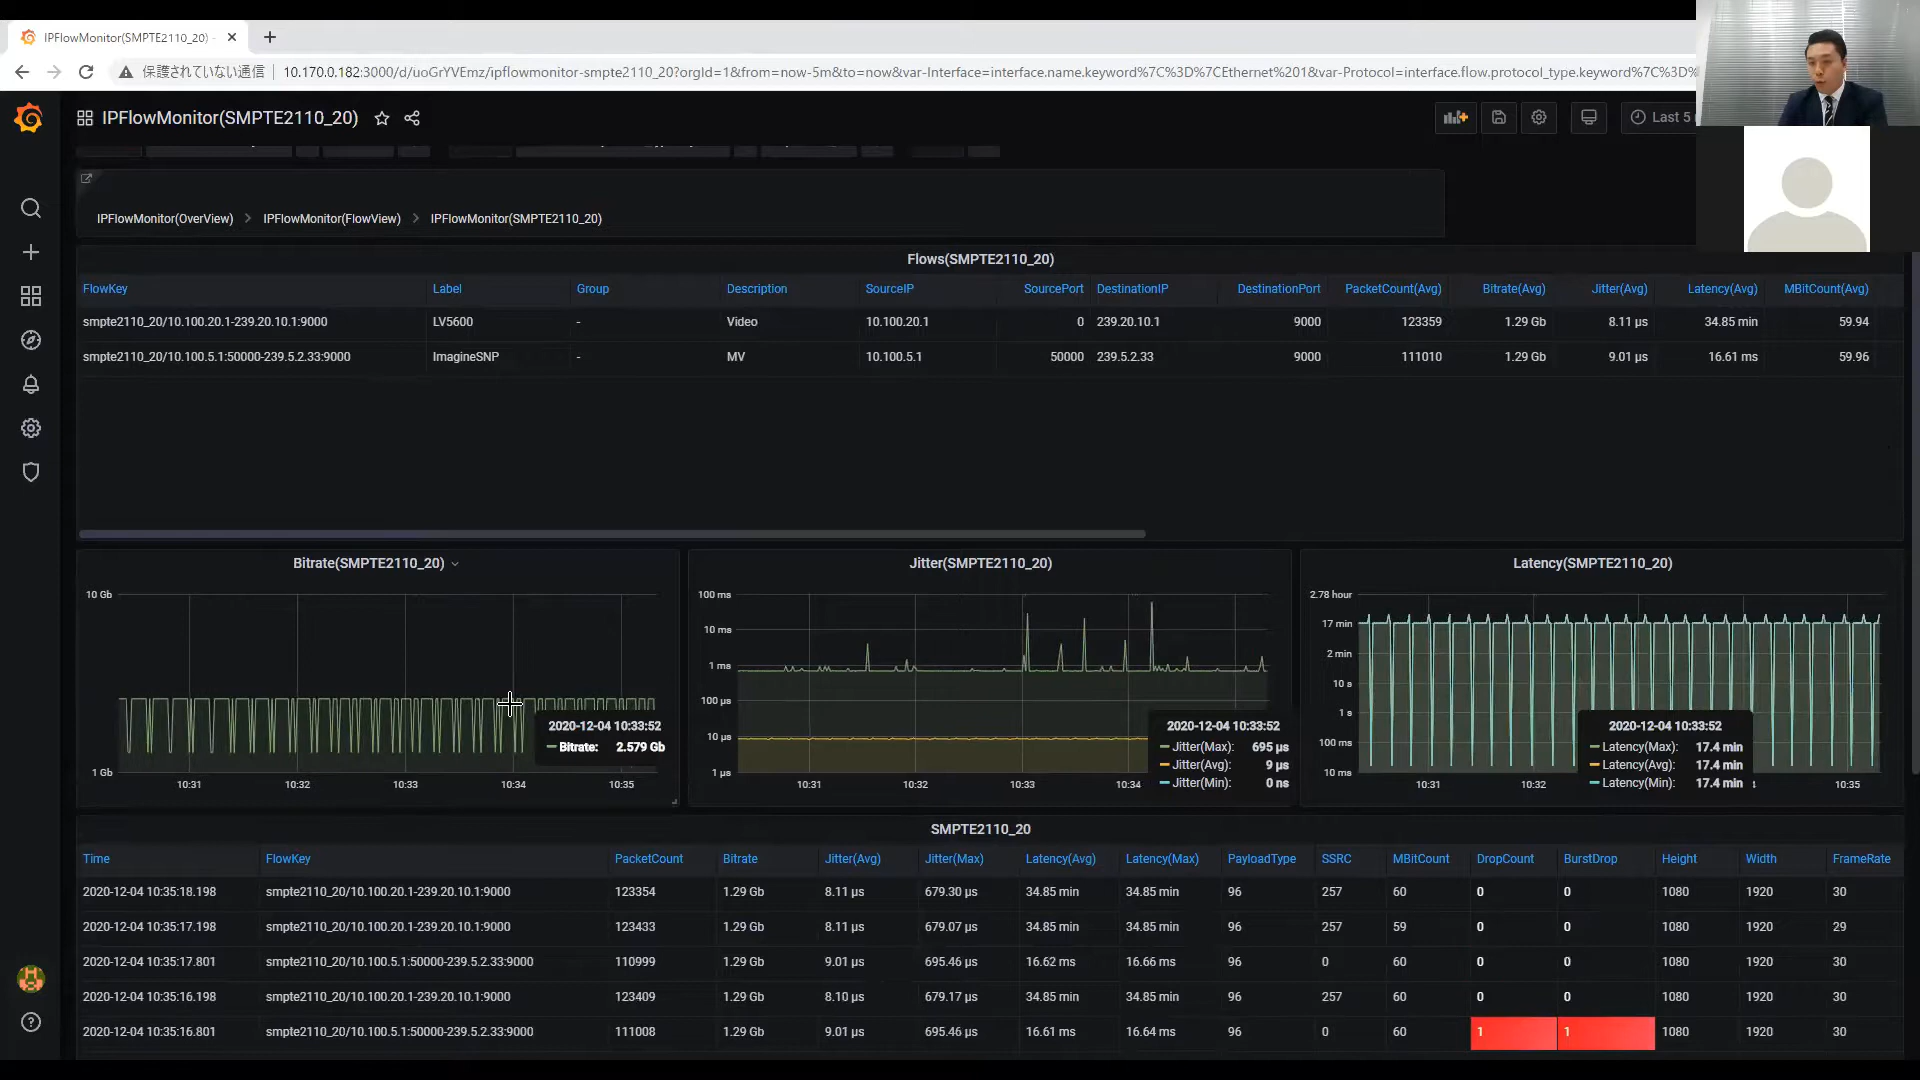 IPFlowMonitor(SMPTE2110_20) -
保護されていない通信 10.170.0.182:3000/d/uoGrYVEmz/ipflowmonitor-smpte2110_20?orgId=1&from=now-5m&to=now&var-Interface=interface.name.keyword%7C%3D%7CEthernet%201&var-Protocol=interface.flow.protocol_type.keyword%7C%3D%
IPFlowMonitor(SMPTE2110_20) Last 5
IPFlowMonitor(OverView) IPFlowMonitor(FlowView) IPFlowMonitor(SMPTE2110_20)
Flows(SMPTE2110_20)
FlowKey Label Group Description SourceIP SourcePort DestinationIP DestinationPort PacketCount(Avg) Bitrate(Avg) Jitter(Avg) Latency(Avg) MBitCount(Avg)
smpte2110_20/10.100.20.1-239.20.10.1:9000 LV5600 - Video 10.100.20.1 0 239.20.10.1 9000 123359 1.29 Gb 8.11 µs 34.85 min 59.94
smpte2110_20/10.100.5.1:50000-239.5.2.33:9000 ImagineSNP - MV 10.100.5.1 50000 239.5.2.33 9000 111010 1.29 Gb 9.01 µs 16.61 ms 59.96
Bitrate(SMPTE2110_20)
10 Gb
1 Gb
10:31 10:32 10:33 10:34 10:35
2020-12-04 10:33:52
Bitrate: 2.579 Gb
Jitter(SMPTE2110_20)
100 ms
10 ms
1 ms
100 µs
10 µs
1 µs
10:31 10:32 10:33 10:34
2020-12-04 10:33:52
Jitter(Max): 695 µs
Jitter(Avg): 9 µs
Jitter(Min): 0 ns
Latency(SMPTE2110_20)
2.78 hour
17 min
2 min
10 s
1 s
100 ms
10 ms
10:31 10:32 10:35
2020-12-04 10:33:52
Latency(Max): 17.4 min
Latency(Avg): 17.4 min
Latency(Min): 17.4 min
SMPTE2110_20
Time FlowKey PacketCount Bitrate Jitter(Avg) Jitter(Max) Latency(Avg) Latency(Max) PayloadType SSRC MBitCount DropCount BurstDrop Height Width FrameRate
2020-12-04 10:35:18.198 smpte2110_20/10.100.20.1-239.20.10.1:9000 123354 1.29 Gb 8.11 µs 679.30 µs 34.85 min 34.85 min 96 257 60 0 0 1080 1920 30
2020-12-04 10:35:17.198 smpte2110_20/10.100.20.1-239.20.10.1:9000 123433 1.29 Gb 8.11 µs 679.07 µs 34.85 min 34.85 min 96 257 59 0 0 1080 1920 29
2020-12-04 10:35:17.801 smpte2110_20/10.100.5.1:50000-239.5.2.33:9000 110999 1.29 Gb 9.01 µs 695.46 µs 16.62 ms 16.66 ms 96 0 60 0 0 1080 1920 30
2020-12-04 10:35:16.198 smpte2110_20/10.100.20.1-239.20.10.1:9000 123409 1.29 Gb 8.10 µs 679.17 µs 34.85 min 34.85 min 96 257 60 0 0 1080 1920 30
2020-12-04 10:35:16.801 smpte2110_20/10.100.5.1:50000-239.5.2.33:9000 111008 1.29 Gb 9.01 µs 695.46 µs 16.61 ms 16.64 ms 96 0 60 1 1 1080 1920 30